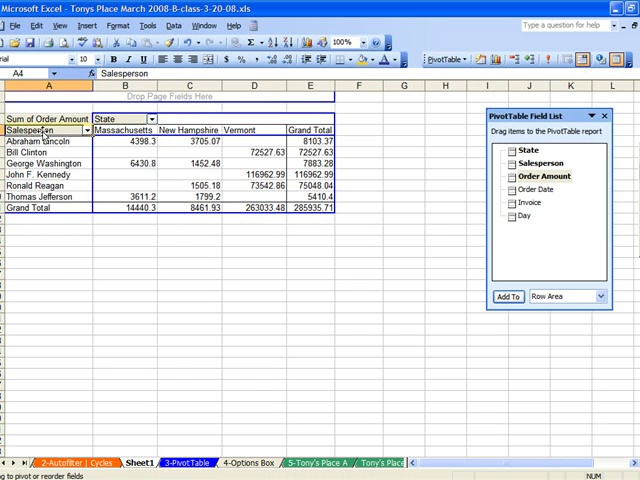 Microsoft Excel - Tonys Place March 2008-B-class-3-20-08.xls
File Edit View Insert Format Tools Data Window Help Type a question for help
Σ 100%
10 B I U $ % , PivotTable
A4 fx Salesperson
A B C D E F G H I J K L
Drop Page Fields Here
Sum of Order Amount State
Salesperson Massachusetts New Hampshire Vermont Grand Total
Abraham Lincoln 4398.3 3705.07 8103.37
Bill Clinton 72527.63 72527.63
George Washington 6430.8 1452.48 7883.28
John F. Kennedy 116962.99 116962.99
Ronald Reagan 1505.18 73542.86 75048.04
Thomas Jefferson 3611.2 1799.2 5410.4
Grand Total 14440.3 8461.93 263033.48 285935.71
PivotTable Field List
Drag items to the PivotTable report
State
Salesperson
Order Amount
Order Date
Invoice
Day
Add To Row Area
2-Autofilter | Cycles Sheet1 3-PivotTable 4-Options Box 5-Tony's Place A Tony's Place
to pivot or reorder fields NUM